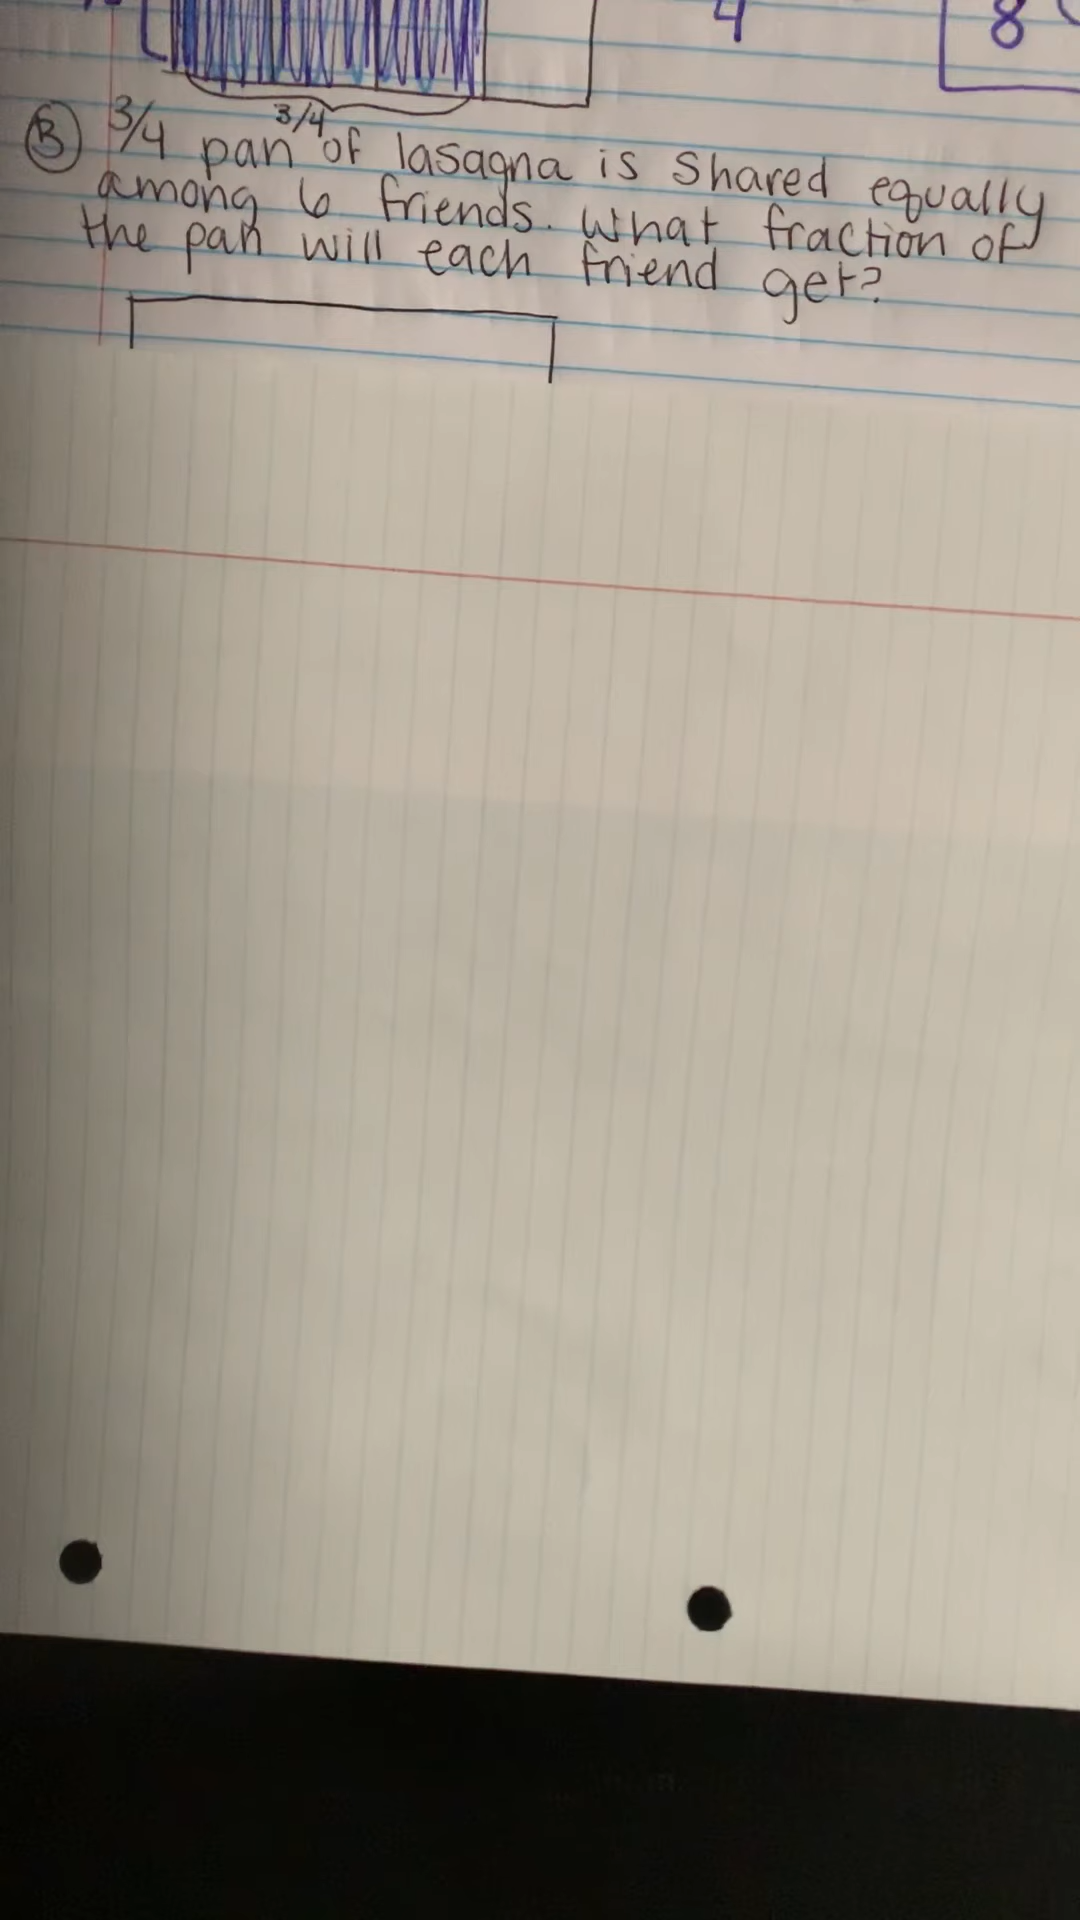 4
8
3/4
B 3/4 pan of lasagna is shared equally
among 6 friends. What fraction of
the pan will each friend get?